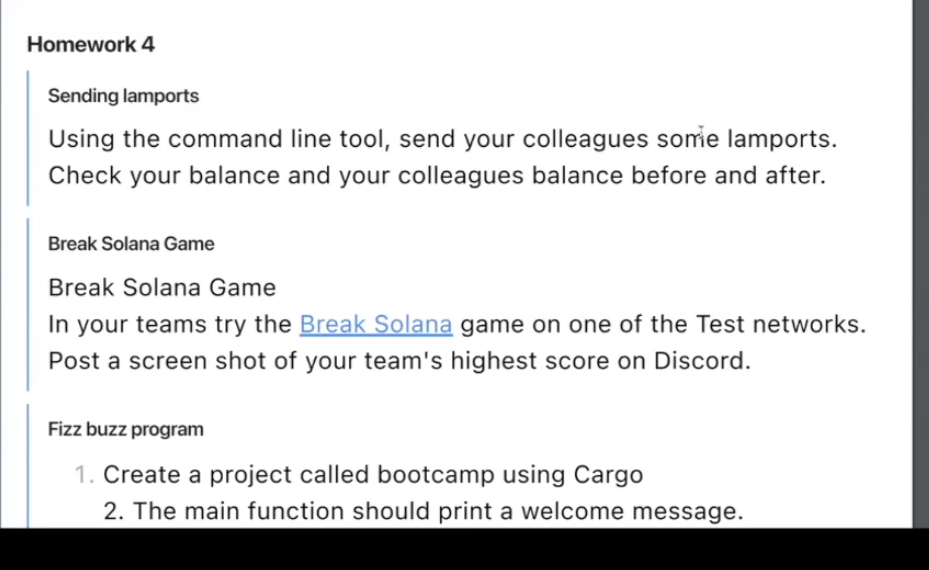 Homework 4
Sending lamports
Using the command line tool, send your colleagues some lamports.
Check your balance and your colleagues balance before and after.
Break Solana Game
Break Solana Game
In your teams try the Break Solana game on one of the Test networks.
Post a screen shot of your team's highest score on Discord.
Fizz buzz program
1. Create a project called bootcamp using Cargo
2. The main function should print a welcome message.